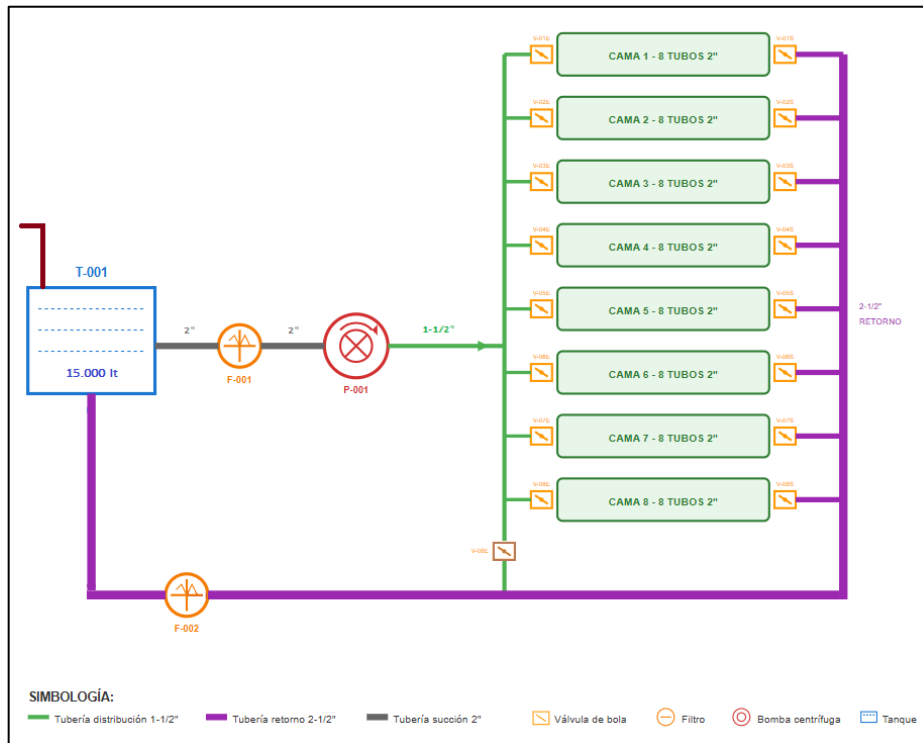 V-01E
CAMA 1 - 8 TUBOS 2"
V-01S
V-02E
CAMA 2 - 8 TUBOS 2"
V-02S
V-03E
CAMA 3 - 8 TUBOS 2"
V-03S
V-04E
CAMA 4 - 8 TUBOS 2"
V-04S
T-001
V-05E
CAMA 5 - 8 TUBOS 2"
V-05S
2-1/2"
RETORNO
2"
2"
1-1/2"
15.000 lt
F-001
P-001
V-06E
CAMA 6 - 8 TUBOS 2"
V-06S
V-07E
CAMA 7 - 8 TUBOS 2"
V-07S
V-08E
CAMA 8 - 8 TUBOS 2"
V-08S
F-002
SIMBOLOGÍA:
Tubería distribución 1-1/2"
Tubería retorno 2-1/2"
Tubería succión 2"
Válvula de bola
Filtro
Bomba centrífuga
Tanque